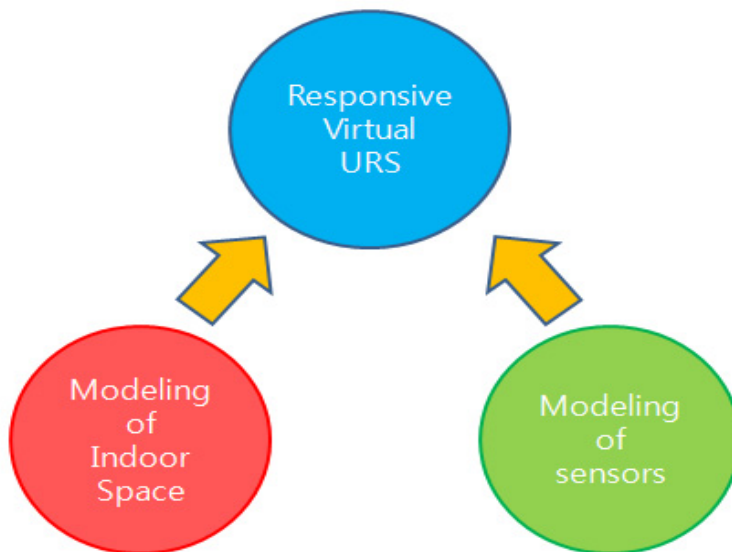 Responsive
Virtual
URS
Modeling
of
Indoor
Space
Modeling
of
sensors